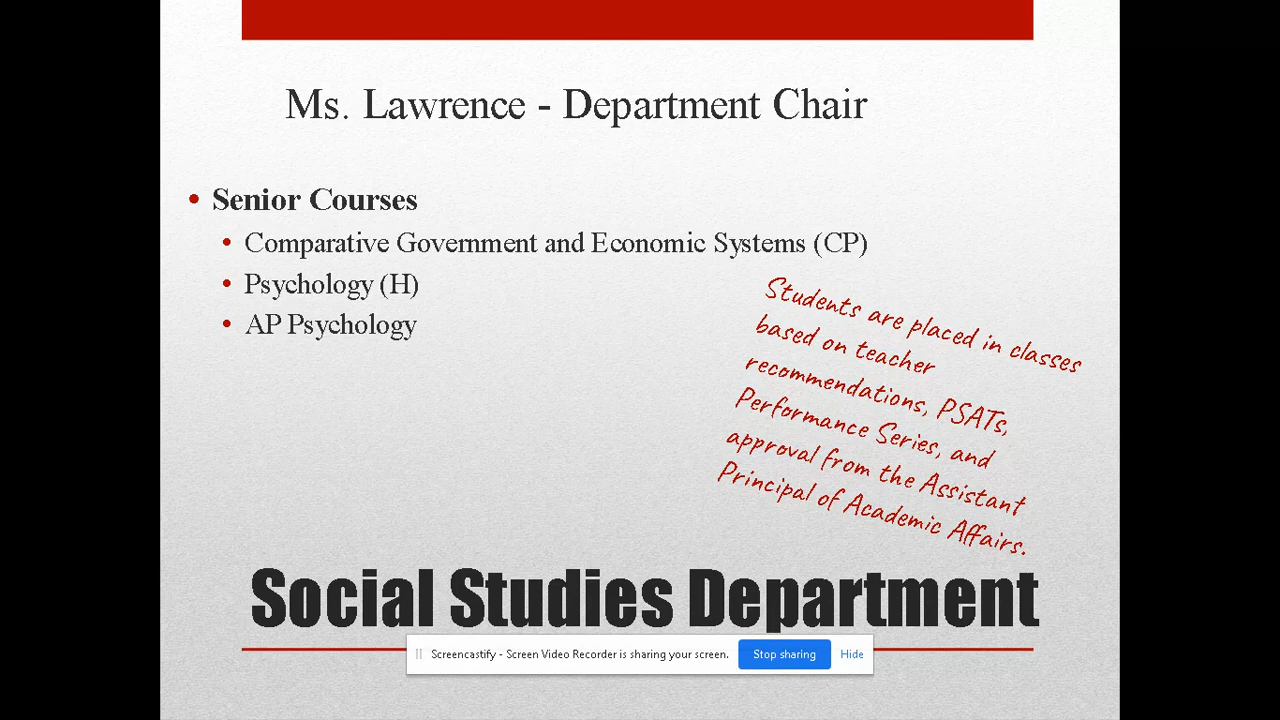 Ms. Lawrence - Department Chair
Senior Courses
Comparative Government and Economic Systems (CP)
Psychology (H)
AP Psychology
Students are placed in classes
based on teacher
recommendations, PSATs,
Performance Series, and
approval from the Assistant
Principal of Academic Affairs.
Social Studies Department
Screencastify - Screen Video Recorder is sharing your screen. Stop sharing Hide